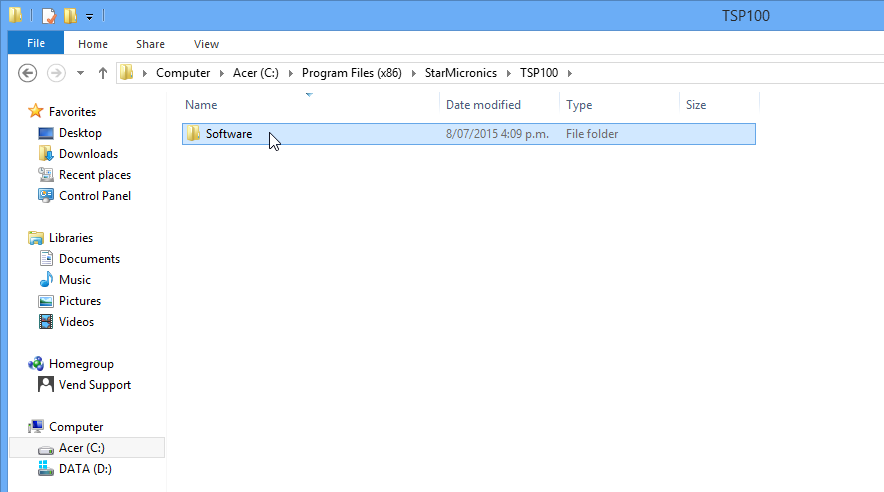 TSP100
File Home Share View
Computer Acer (C:) Program Files (x86) StarMicronics TSP100
Name Date modified Type Size
Software 8/07/2015 4:09 p.m. File folder
Favorites
Desktop
Downloads
Recent places
Control Panel
Libraries
Documents
Music
Pictures
Videos
Homegroup
Vend Support
Computer
Acer (C:)
DATA (D:)